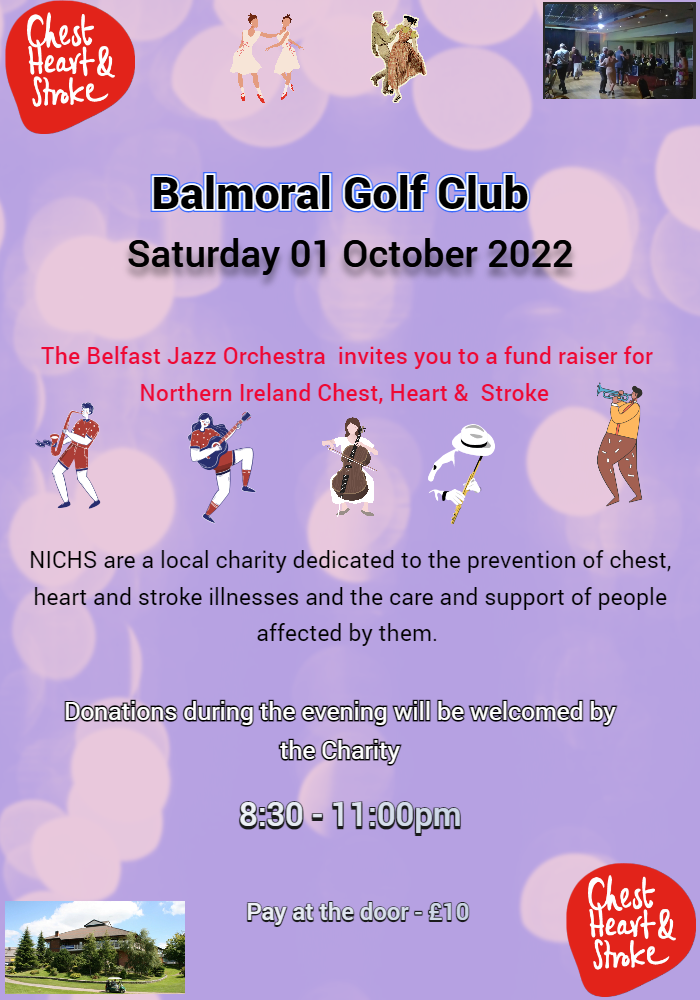 Chest
Heart &
Stroke
Balmoral Golf Club
Saturday 01 October 2022
The Belfast Jazz Orchestra invites you to a fund raiser for
Northern Ireland Chest, Heart & Stroke
NICHS are a local charity dedicated to the prevention of chest,
heart and stroke illnesses and the care and support of people
affected by them.
Donations during the evening will be welcomed by
the Charity
8:30 - 11:00pm
Pay at the door - £10
Chest
Heart &
Stroke